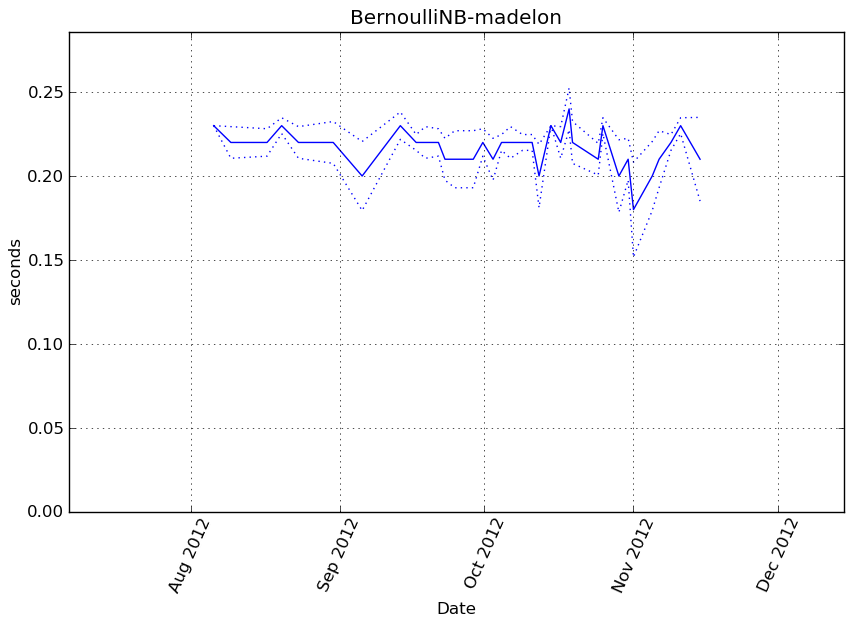 BernoulliNB-madelon
0.25
0.20
0.15
0.10
0.05
0.00
seconds
Aug 2012
Sep 2012
Oct 2012
Nov 2012
Dec 2012
Date